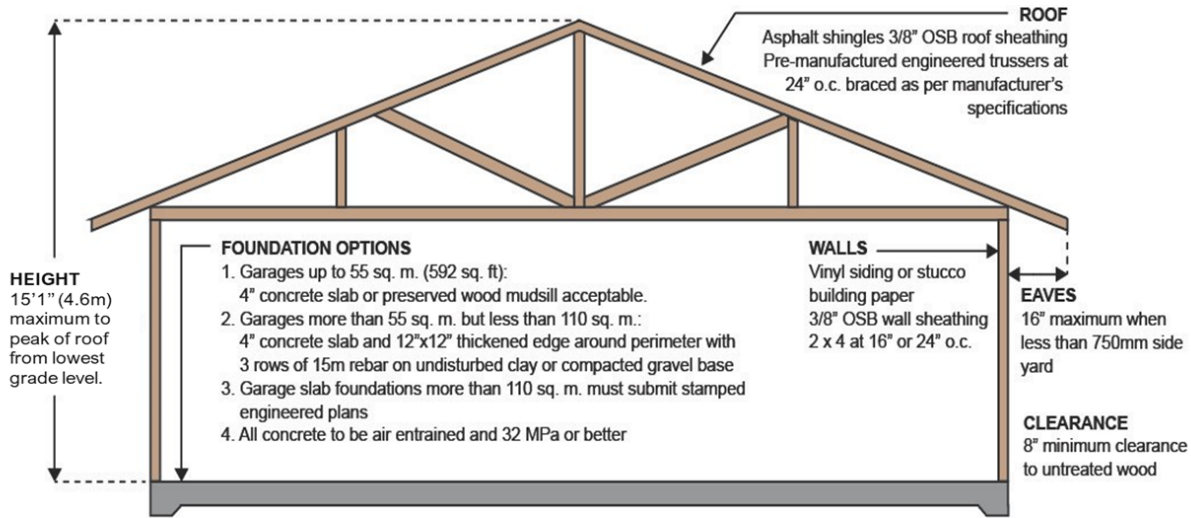 ROOF
Asphalt shingles 3/8" OSB roof sheathing
Pre-manufactured engineered trussers at
24" o.c. braced as per manufacturer's
specifications
HEIGHT
15'1" (4.6m)
maximum to
peak of roof
from lowest
grade level.
FOUNDATION OPTIONS
1. Garages up to 55 sq. m. (592 sq. ft):
4" concrete slab or preserved wood mudsill acceptable.
2. Garages more than 55 sq. m. but less than 110 sq. m.:
4" concrete slab and 12"x12" thickened edge around perimeter with
3 rows of 15m rebar on undisturbed clay or compacted gravel base
3. Garage slab foundations more than 110 sq. m. must submit stamped
engineered plans
4. All concrete to be air entrained and 32 MPa or better
WALLS
Vinyl siding or stucco
building paper
3/8" OSB wall sheathing
2 x 4 at 16" or 24" o.c.
EAVES
16" maximum when
less than 750mm side
yard
CLEARANCE
8" minimum clearance
to untreated wood